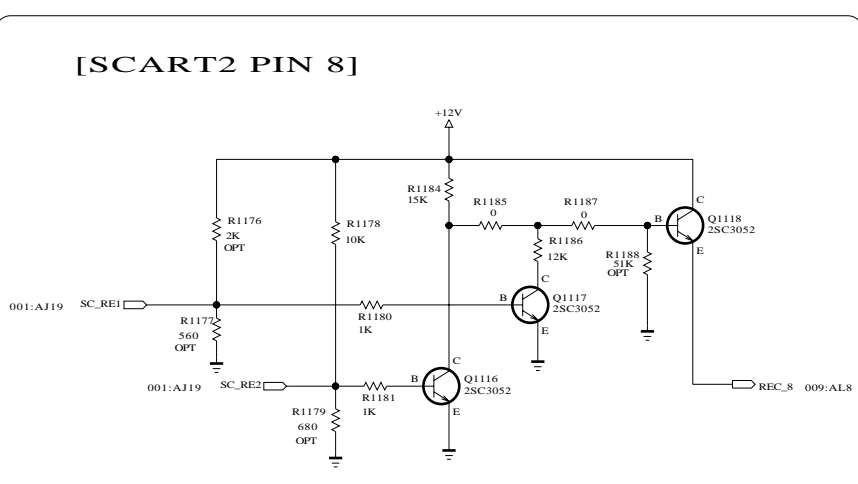 [SCART2 PIN 8]
+12V
R1184
15K
R1185
0
R1187
0
C
B
Q1118
2SC3052
E
R1176
2K
OPT
R1178
10K
R1186
12K
R1188
51K
OPT
C
B
Q1117
2SC3052
E
001:AJ19
SC_RE1
R1177
560
OPT
R1180
1K
C
B
Q1116
2SC3052
E
001:AJ19
SC_RE2
R1181
1K
REC_8
009:AL8
R1179
680
OPT